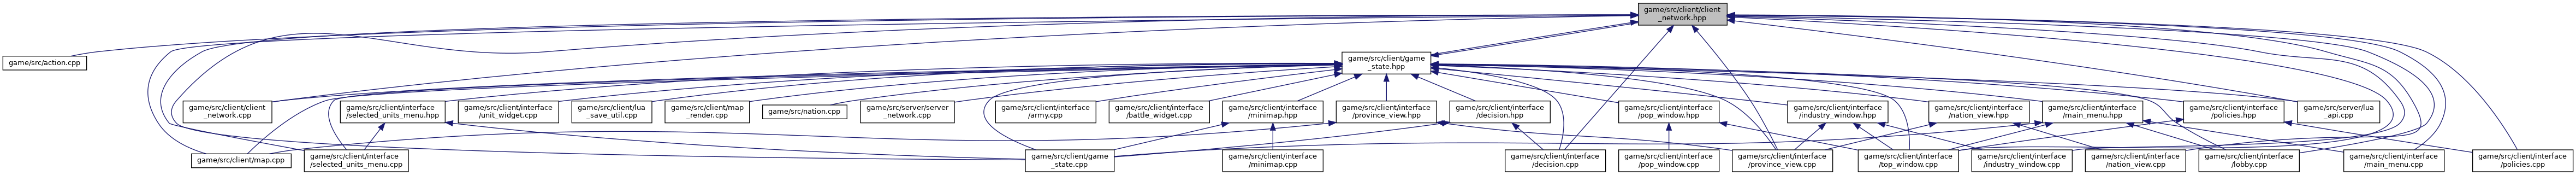 game/src/client/client
_network.hpp
game/src/action.cpp
game/src/client/game
_state.hpp
game/src/client/client
_network.cpp
game/src/client/interface
/selected_units_menu.hpp
game/src/client/interface
/unit_widget.cpp
game/src/client/lua
_save_util.cpp
game/src/client/map
_render.cpp
game/src/nation.cpp
game/src/server/server
_network.cpp
game/src/client/interface
/army.cpp
game/src/client/interface
/battle_widget.cpp
game/src/client/interface
/minimap.hpp
game/src/client/interface
/province_view.hpp
game/src/client/interface
/decision.hpp
game/src/client/interface
/pop_window.hpp
game/src/client/interface
/industry_window.hpp
game/src/client/interface
/nation_view.hpp
game/src/client/interface
/main_menu.hpp
game/src/client/interface
/policies.hpp
game/src/server/lua
_api.cpp
game/src/client/map.cpp
game/src/client/interface
/selected_units_menu.cpp
game/src/client/game
_state.cpp
game/src/client/interface
/minimap.cpp
game/src/client/interface
/decision.cpp
game/src/client/interface
/pop_window.cpp
game/src/client/interface
/province_view.cpp
game/src/client/interface
/top_window.cpp
game/src/client/interface
/industry_window.cpp
game/src/client/interface
/nation_view.cpp
game/src/client/interface
/lobby.cpp
game/src/client/interface
/main_menu.cpp
game/src/client/interface
/policies.cpp